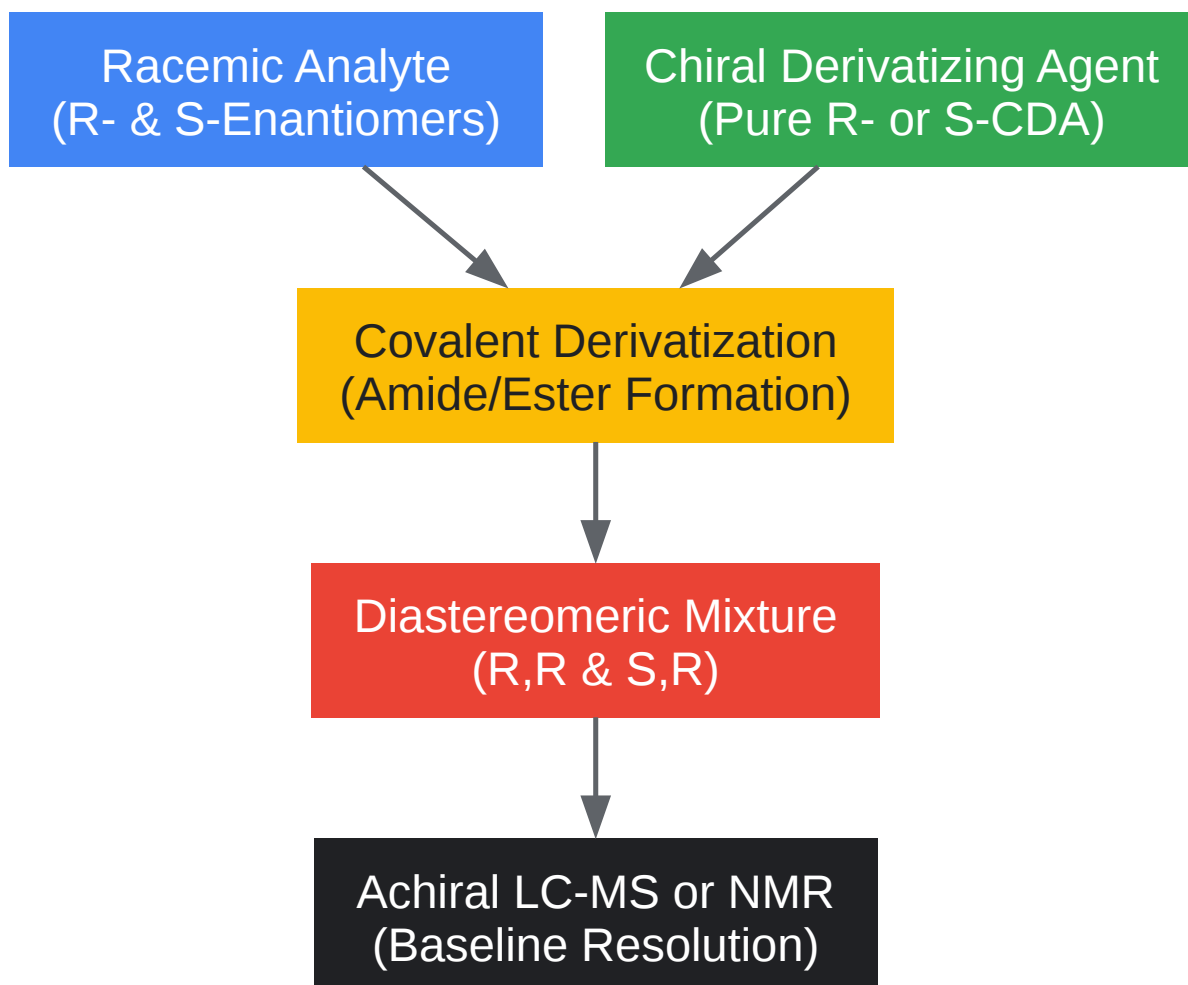 Racemic Analyte
(R- & S-Enantiomers)
Chiral Derivatizing Agent
(Pure R- or S-CDA)
Covalent Derivatization
(Amide/Ester Formation)
Diastereomeric Mixture
(R,R & S,R)
Achiral LC-MS or NMR
(Baseline Resolution)